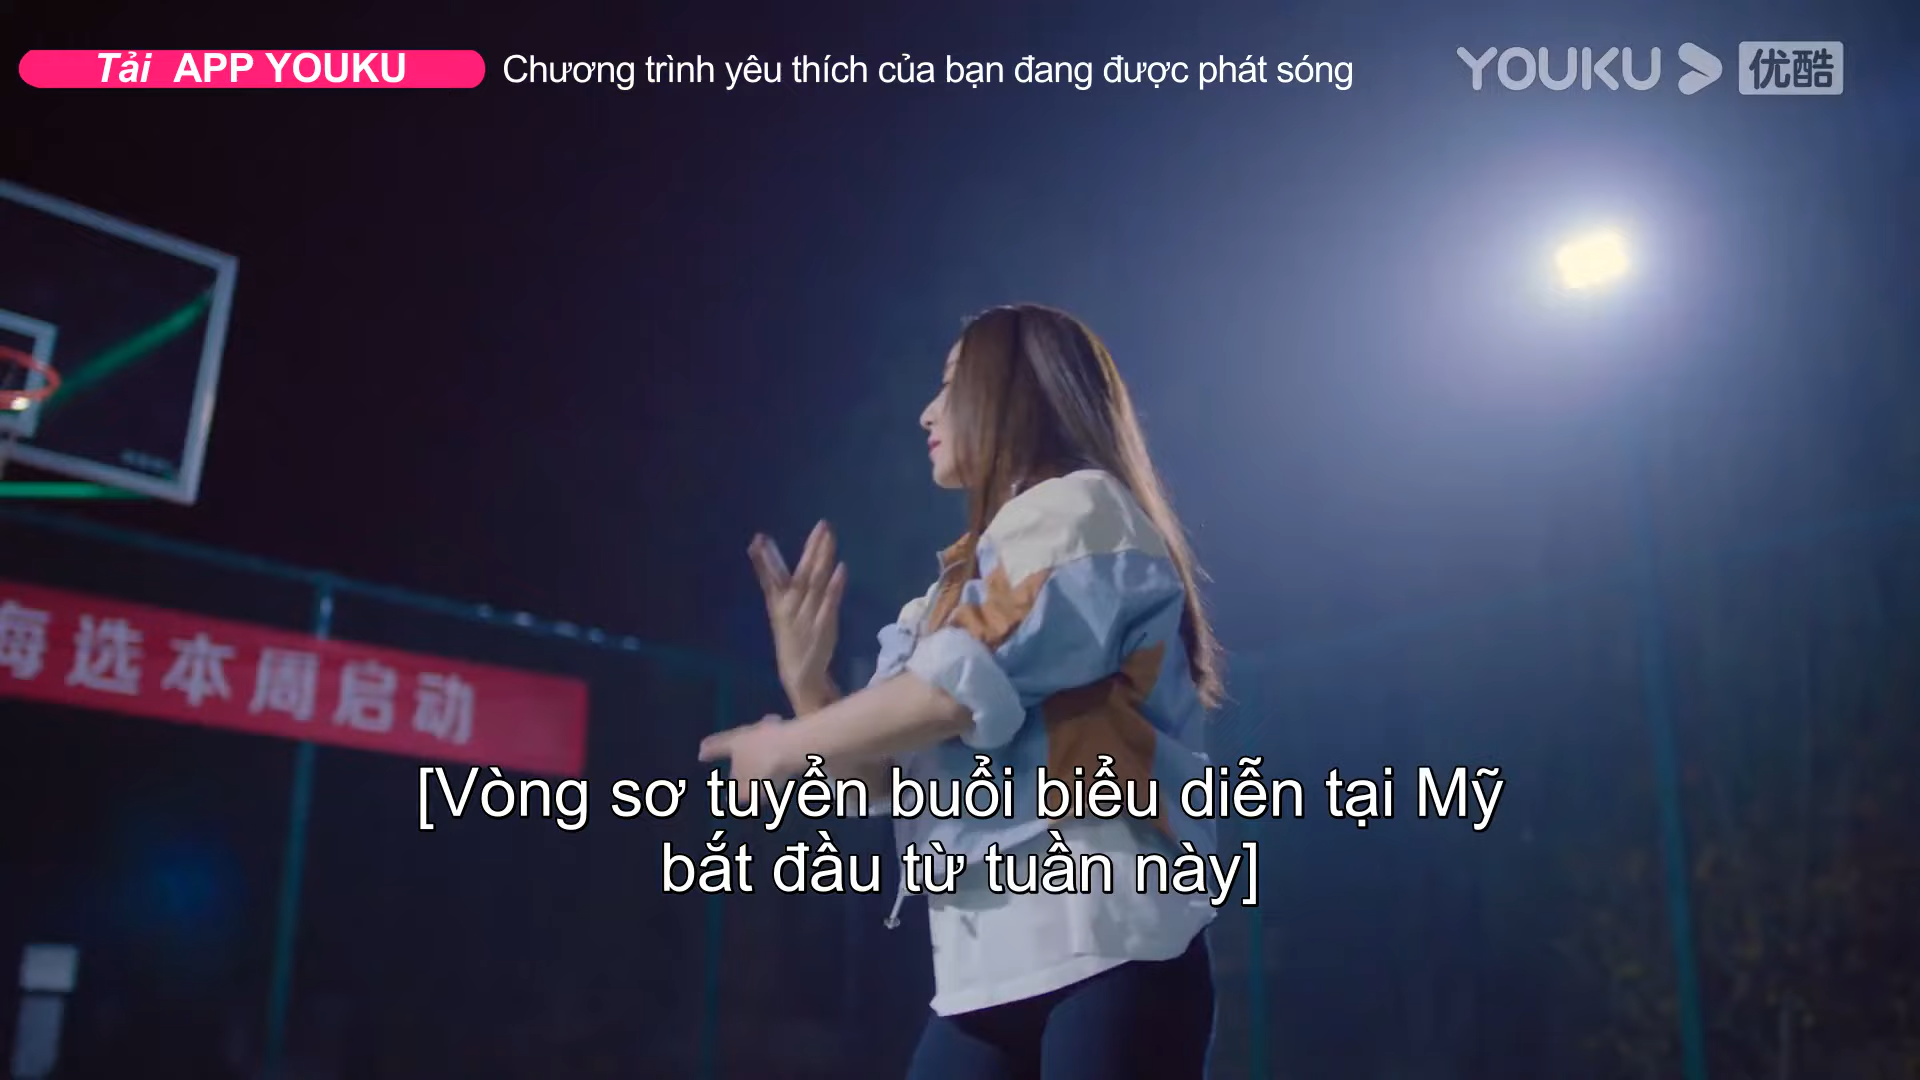 Tải APP YOUKU Chương trình yêu thích của bạn đang được phát sóng YOUKU 优酷
海选本周启动
[Vòng sơ tuyển buổi biểu diễn tại Mỹ
bắt đầu từ tuần này]